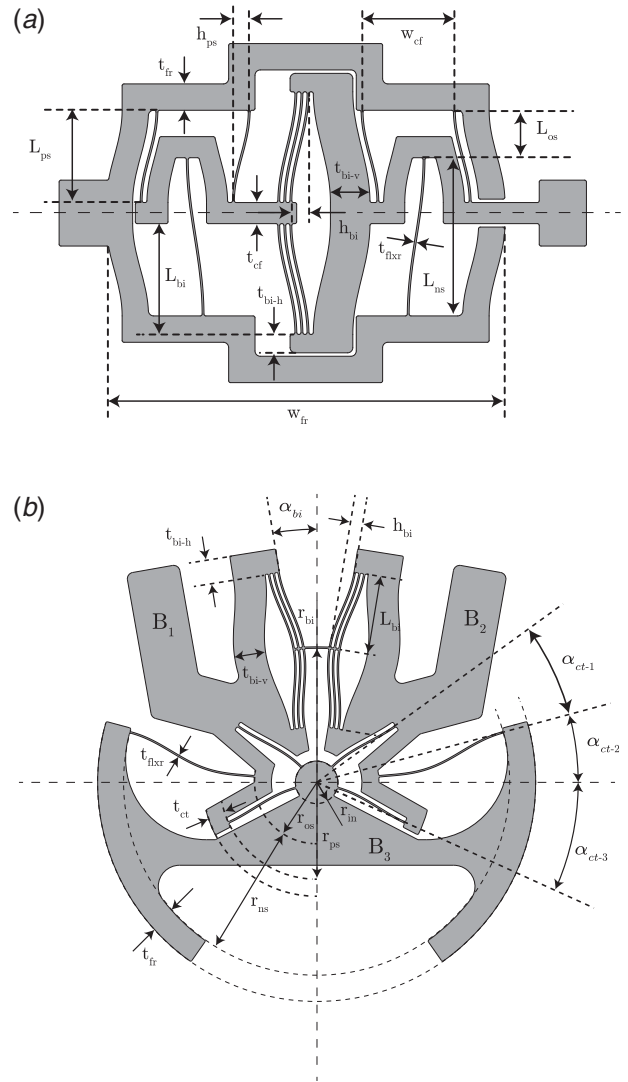 (a)
h_ps
w_cf
t_fr
L_ps
L_os
t_bi-v
h_bi
t_cf
t_flxr
L_ns
L_bi
t_bi-h
w_fr
(b)
α_bi
h_bi
t_bi-h
B_1
r_bi
L_bi
B_2
t_bi-v
α_ct-1
t_flxr
α_ct-2
t_ct
r_os
r_in
r_ps
B_3
α_ct-3
r_ns
t_fr